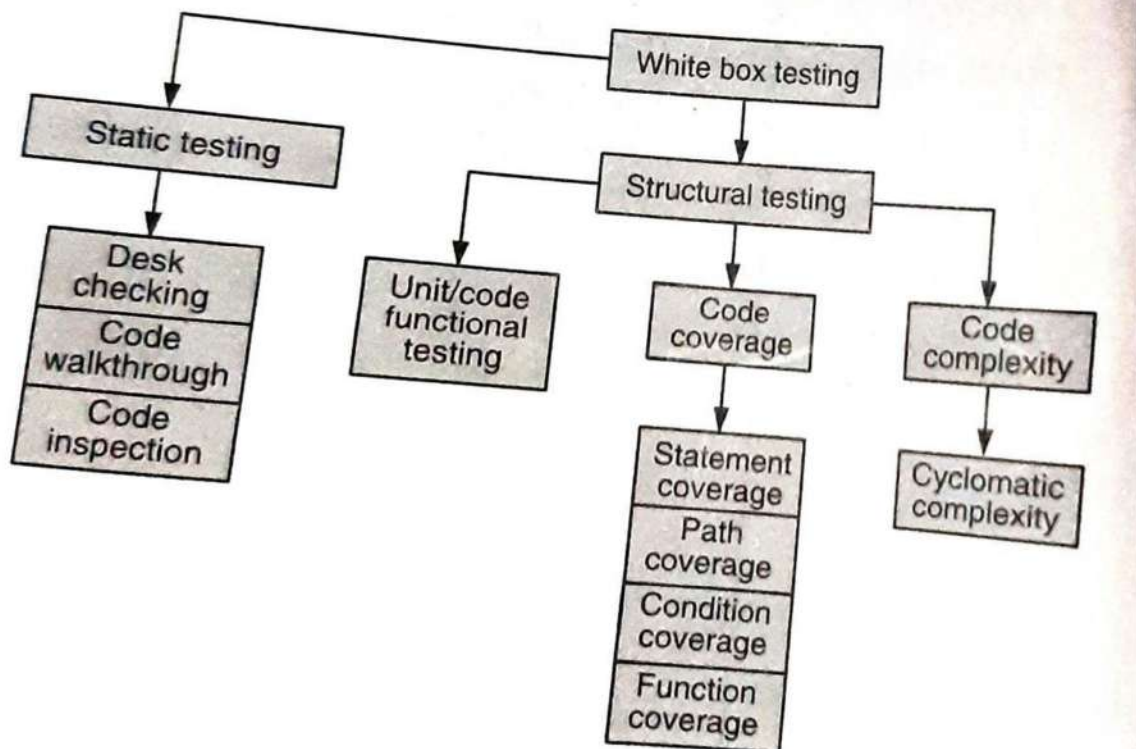 White box testing
Static testing
Structural testing
Desk
checking
Code
walkthrough
Code
inspection
Unit/code
functional
testing
Code
coverage
Code
complexity
Statement
coverage
Path
coverage
Condition
coverage
Function
coverage
Cyclomatic
complexity